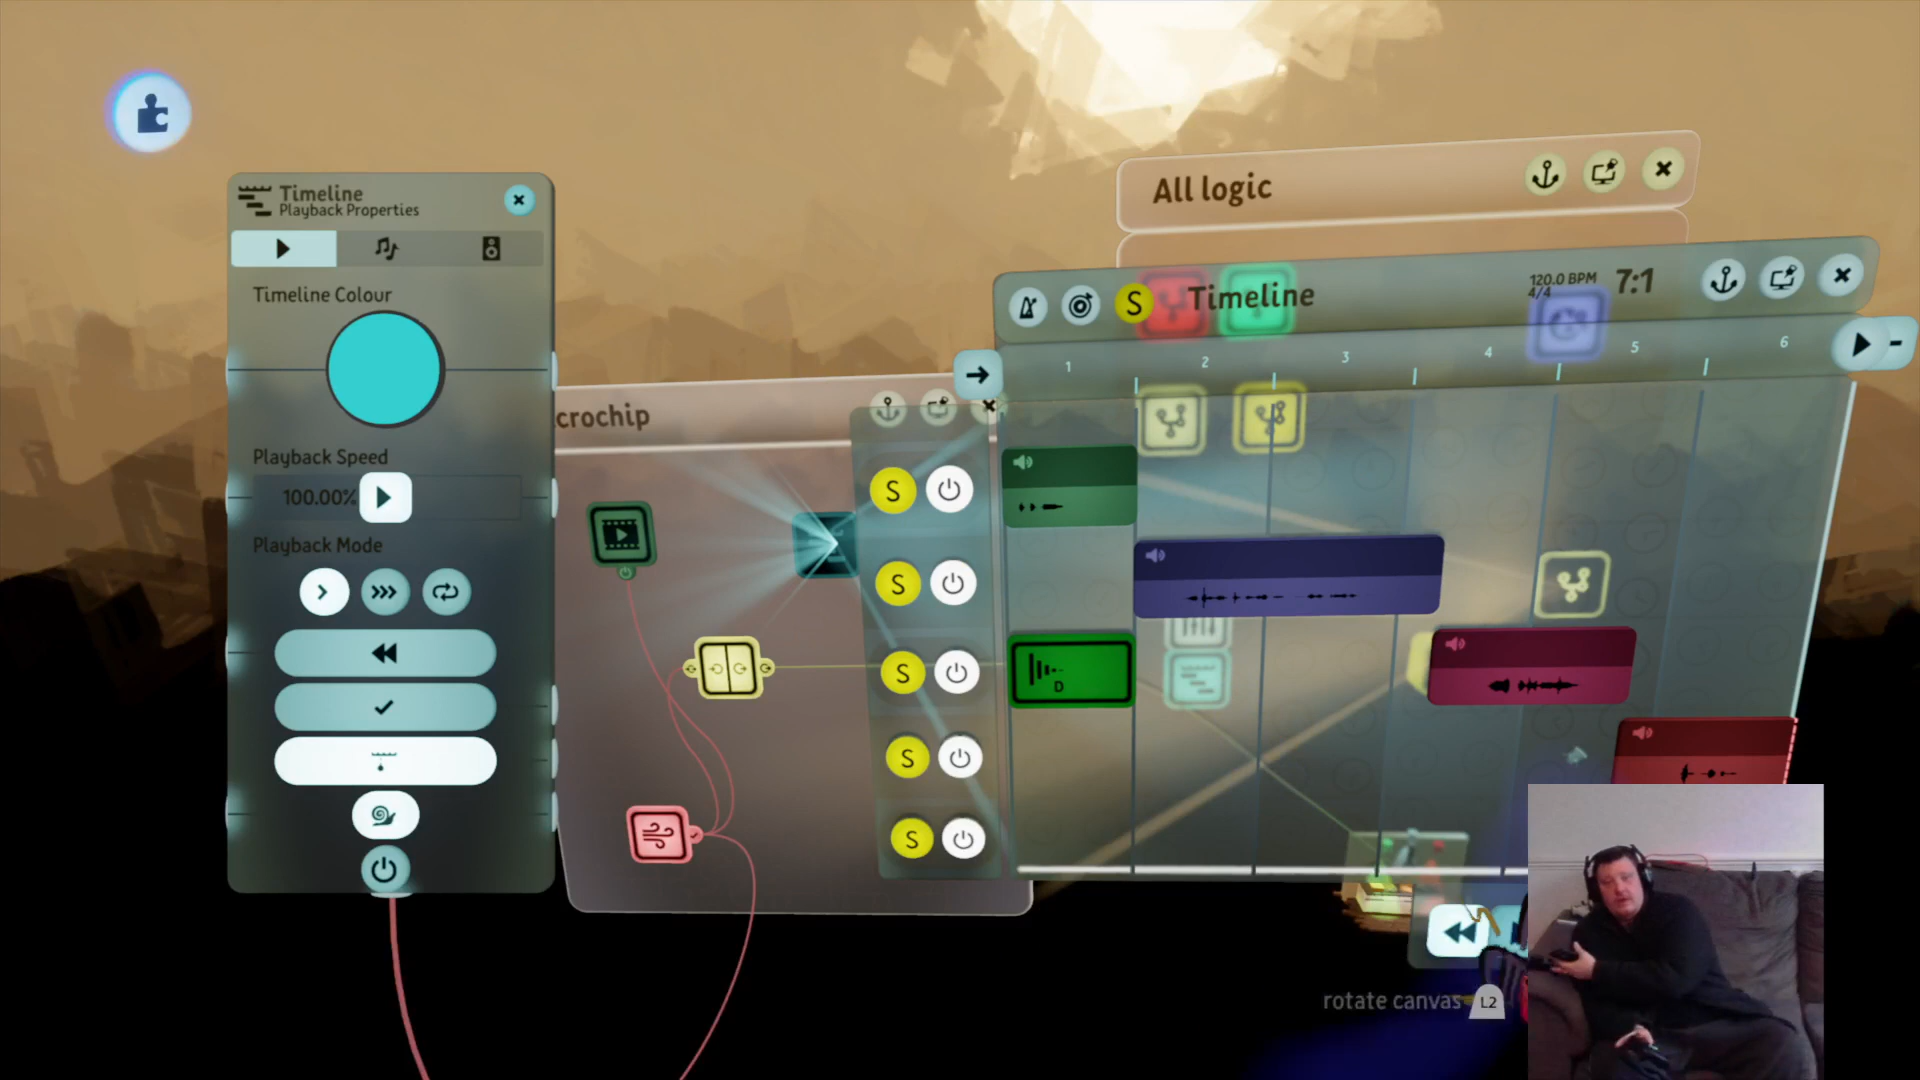 Timeline
Playback Properties
Timeline Colour
Playback Speed
100.00%
Playback Mode
crochip
All logic
S
Timeline
120.0 BPM
4/4
7:1
1
2
3
4
5
6
S
S
S
S
S
D
rotate canvas
L2